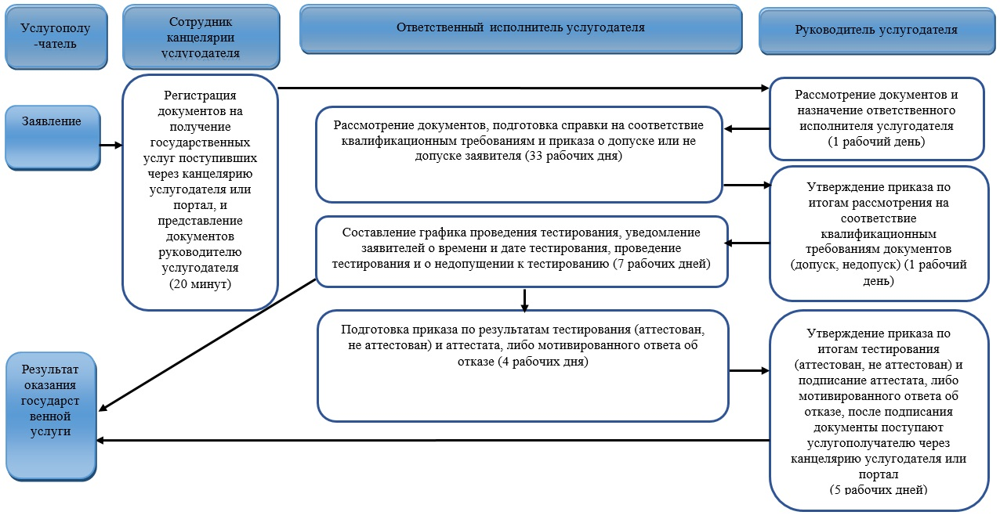 Услугополу
-чатель
Сотрудник
канцелярии
услугодателя
Ответственный исполнитель услугодателя
Руководитель услугодателя
Заявление
Регистрация
документов на
получение
государственных
услуг поступивших
через канцелярию
услугодателя или
портал, и
представление
документов
руководителю
услугодателя
(20 минут)
Рассмотрение документов и
назначение ответственного
исполнителя услугодателя
(1 рабочий день)
Рассмотрение документов, подготовка справки на соответствие
квалификационным требованиям и приказа о допуске или не
допуске заявителя (33 рабочих дня)
Утверждение приказа по
итогам рассмотрения на
соответствие
квалификационным
требованиям документов
(допуск, недопуск) (1 рабочий
день)
Составление графика проведения тестирования, уведомление
заявителей о времени и дате тестирования, проведение
тестирования и о недопущении к тестированию (7 рабочих дней)
Подготовка приказа по результатам тестирования (аттестован,
не аттестован) и аттестата, либо мотивированного ответа об
отказе (4 рабочих дня)
Утверждение приказа по
итогам тестирования
(аттестован, не аттестован) и
подписание аттестата, либо
мотивированного ответа об
отказе, после подписания
документы поступают
услугополучателю через
канцелярию услугодателя или
портал
(5 рабочих дней)
Результат
оказания
государст
венной
услуги